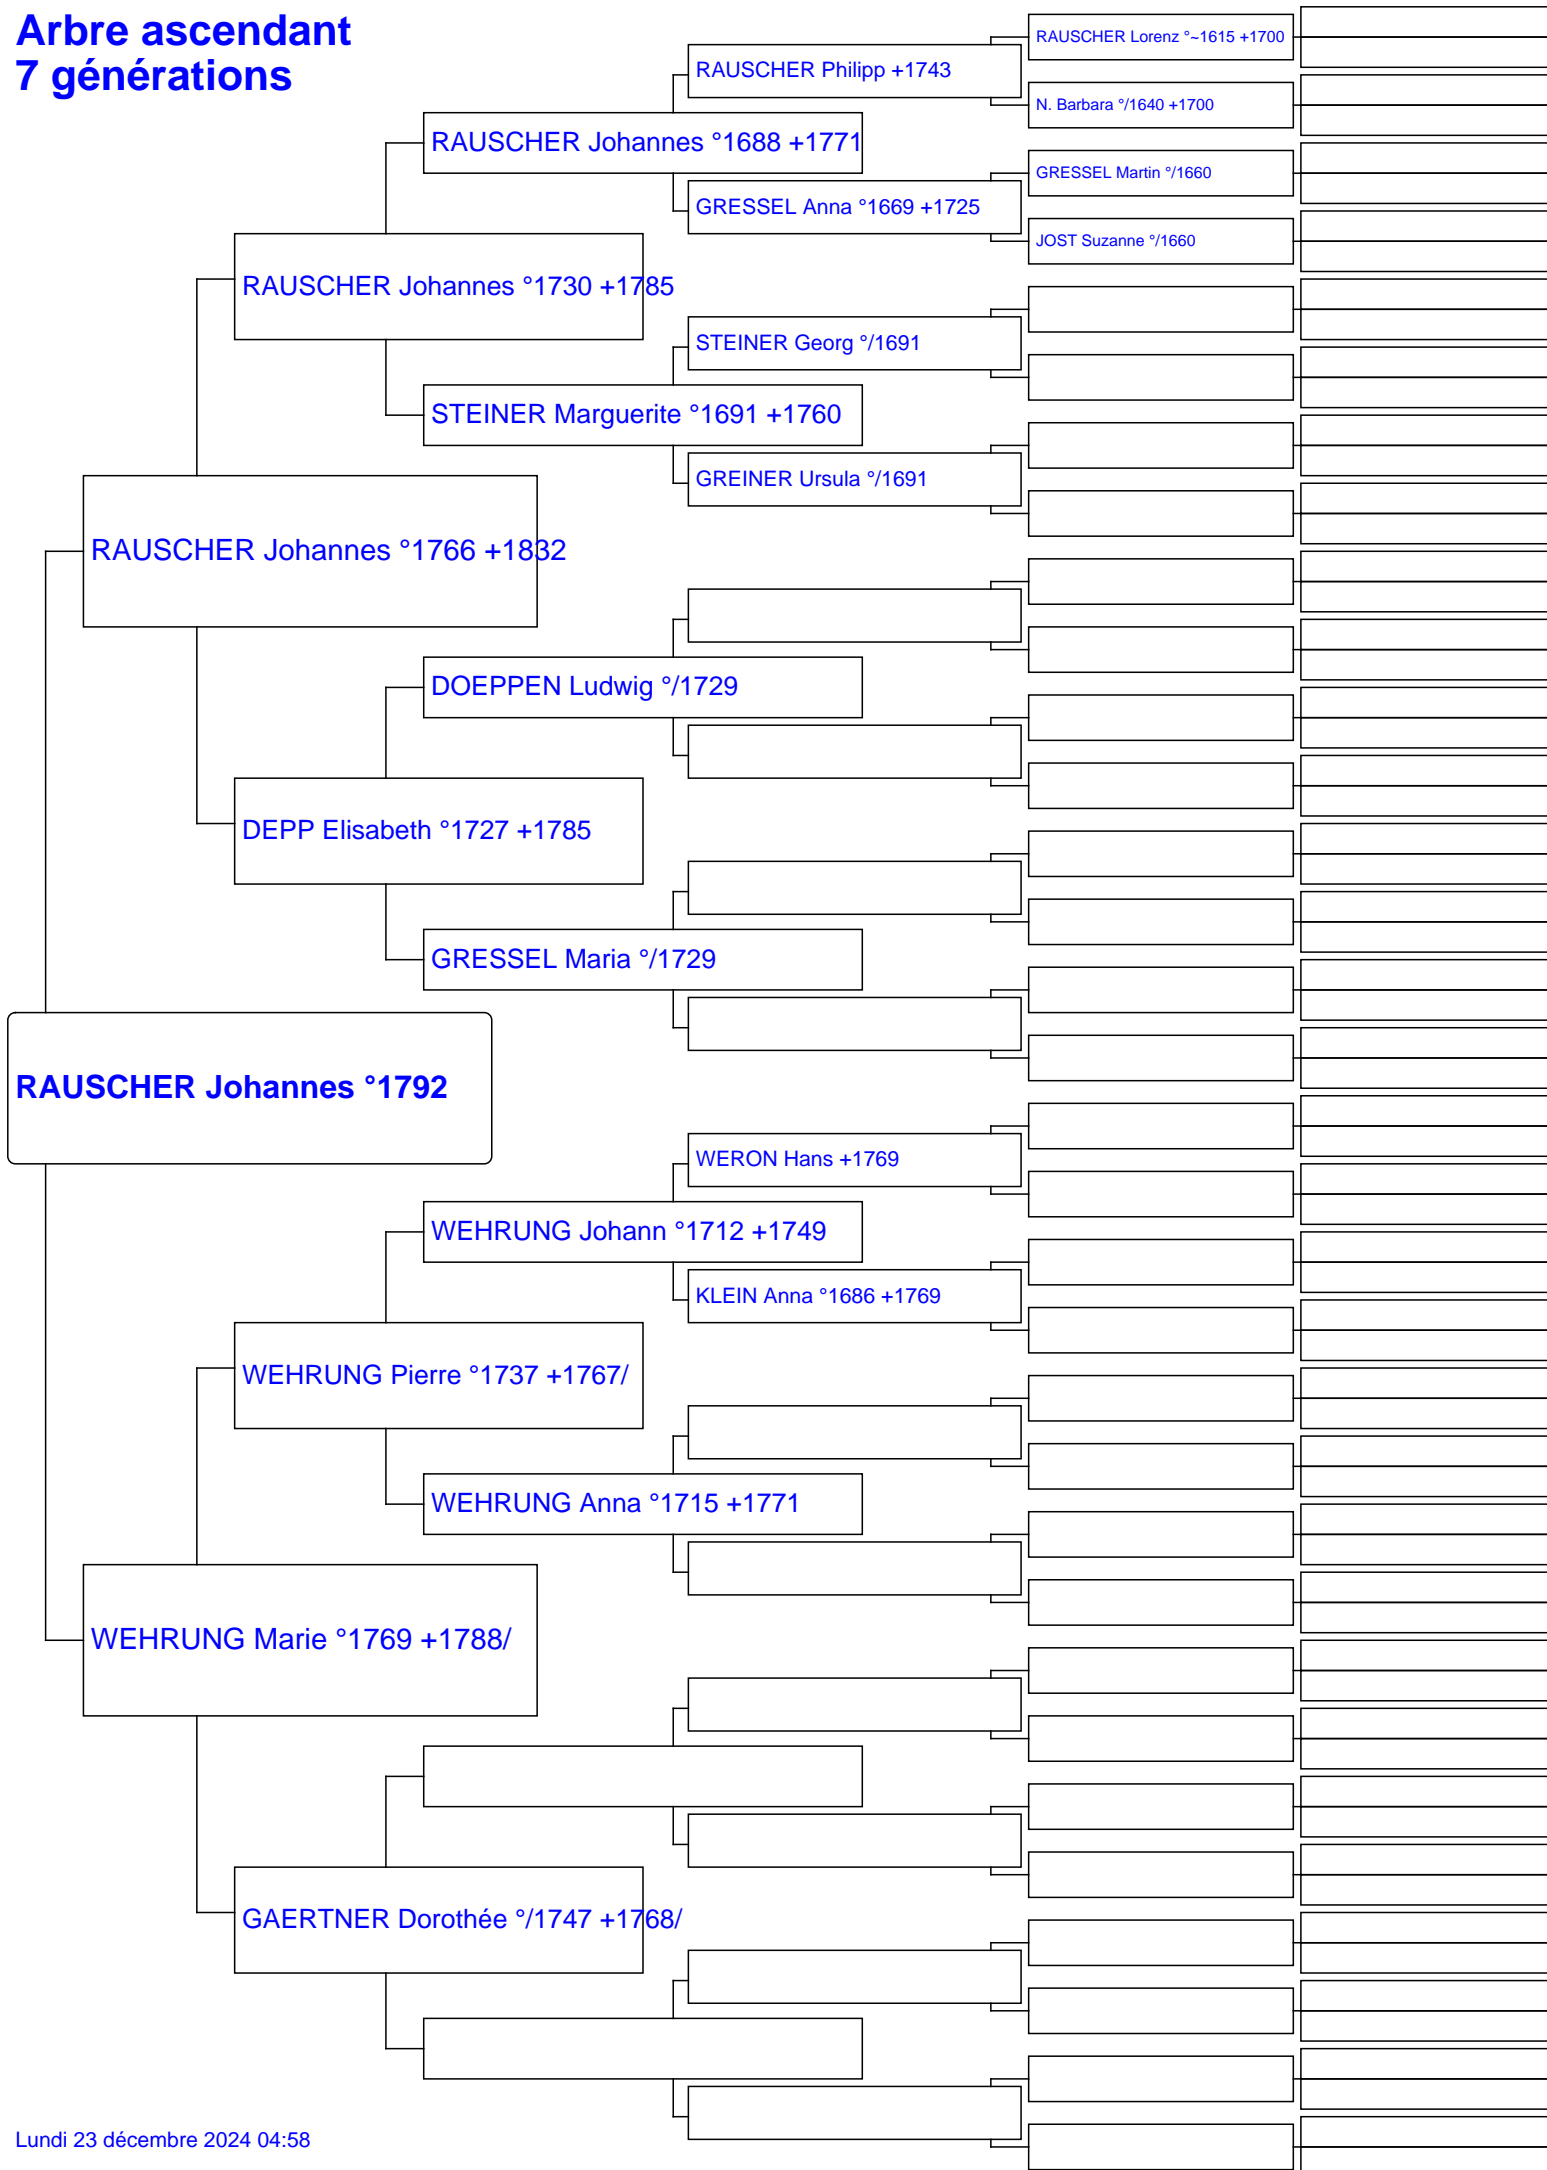 Arbre ascendant
7 générations
RAUSCHER Lorenz °~1615 +1700
RAUSCHER Philipp +1743
N. Barbara °/1640 +1700
RAUSCHER Johannes °1688 +1771
GRESSEL Martin °/1660
GRESSEL Anna °1669 +1725
JOST Suzanne °/1660
RAUSCHER Johannes °1730 +1785
STEINER Georg °/1691
STEINER Marguerite °1691 +1760
GREINER Ursula °/1691
RAUSCHER Johannes °1766 +1832
DOEPPEN Ludwig °/1729
DEPP Elisabeth °1727 +1785
GRESSEL Maria °/1729
RAUSCHER Johannes °1792
WERON Hans +1769
WEHRUNG Johann °1712 +1749
KLEIN Anna °1686 +1769
WEHRUNG Pierre °1737 +1767/
WEHRUNG Anna °1715 +1771
WEHRUNG Marie °1769 +1788/
GAERTNER Dorothée °/1747 +1768/
Lundi 23 décembre 2024 04:58